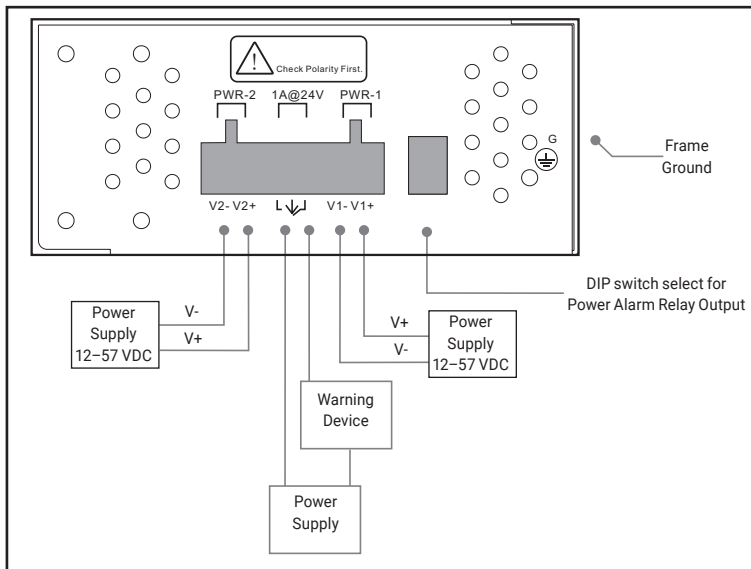 Check Polarity First.
PWR-2 1A@24V PWR-1
G
Frame
Ground
V2- V2+ V1- V1+
DIP switch select for
Power Alarm Relay Output
Power
Supply
12–57 VDC
V-
V+
V+
V-
Power
Supply
12–57 VDC
Warning
Device
Power
Supply